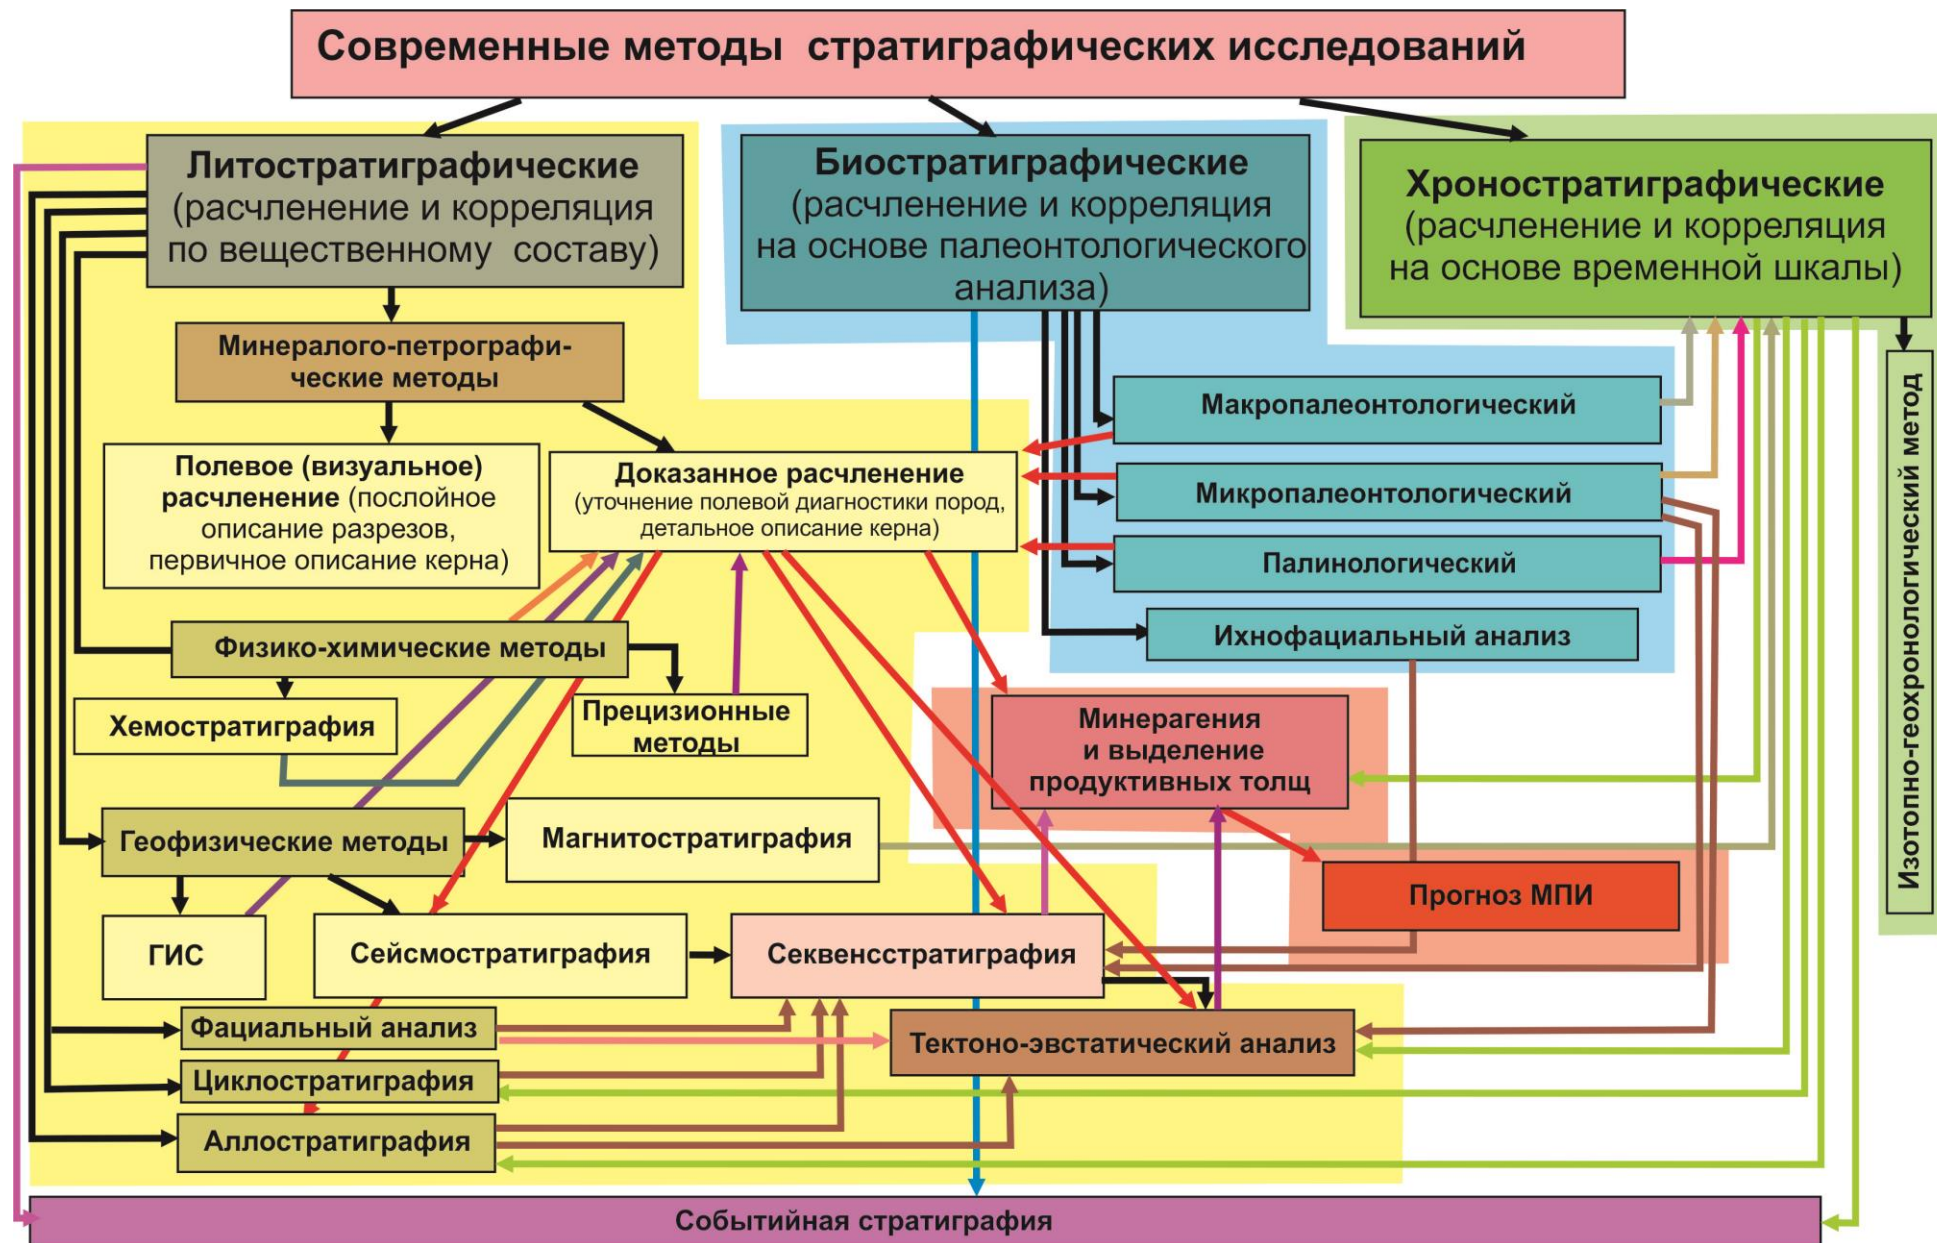 Современные методы стратиграфических исследований
Литостратиграфические
(расчленение и корреляция
по вещественному составу)
Биостратиграфические
(расчленение и корреляция
на основе палеонтологического
анализа)
Хроностратиграфические
(расчленение и корреляция
на основе временной шкалы)
Минералого-петрографи-
ческие методы
Полевое (визуальное)
расчленение (послойное
описание разрезов,
первичное описание керна)
Доказанное расчленение
(уточнение полевой диагностики пород,
детальное описание керна)
Макропалеонтологический
Микропалеонтологический
Палинологический
Ихнофациальный анализ
Изотопно-геохронологический метод
Физико-химические методы
Хемостратиграфия
Прецизионные
методы
Минерагения
и выделение
продуктивных толщ
Геофизические методы
Магнитостратиграфия
Прогноз МПИ
ГИС
Сейсмостратиграфия
Секвенсстратиграфия
Фациальный анализ
Тектоно-эвстатический анализ
Циклостратиграфия
Аллостратиграфия
Событийная стратиграфия